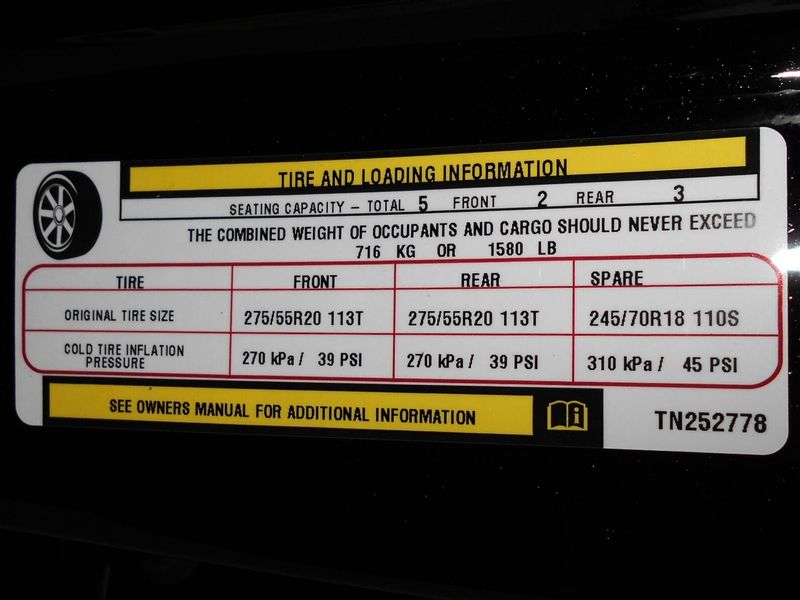 TIRE AND LOADING INFORMATION
SEATING CAPACITY – TOTAL 5 FRONT 2 REAR 3
THE COMBINED WEIGHT OF OCCUPANTS AND CARGO SHOULD NEVER EXCEED
716 KG OR 1580 LB
TIRE FRONT REAR SPARE
ORIGINAL TIRE SIZE 275/55R20 113T 275/55R20 113T 245/70R18 110S
COLD TIRE INFLATION PRESSURE 270 kPa / 39 PSI 270 kPa / 39 PSI 310 kPa / 45 PSI
SEE OWNERS MANUAL FOR ADDITIONAL INFORMATION
TN252778